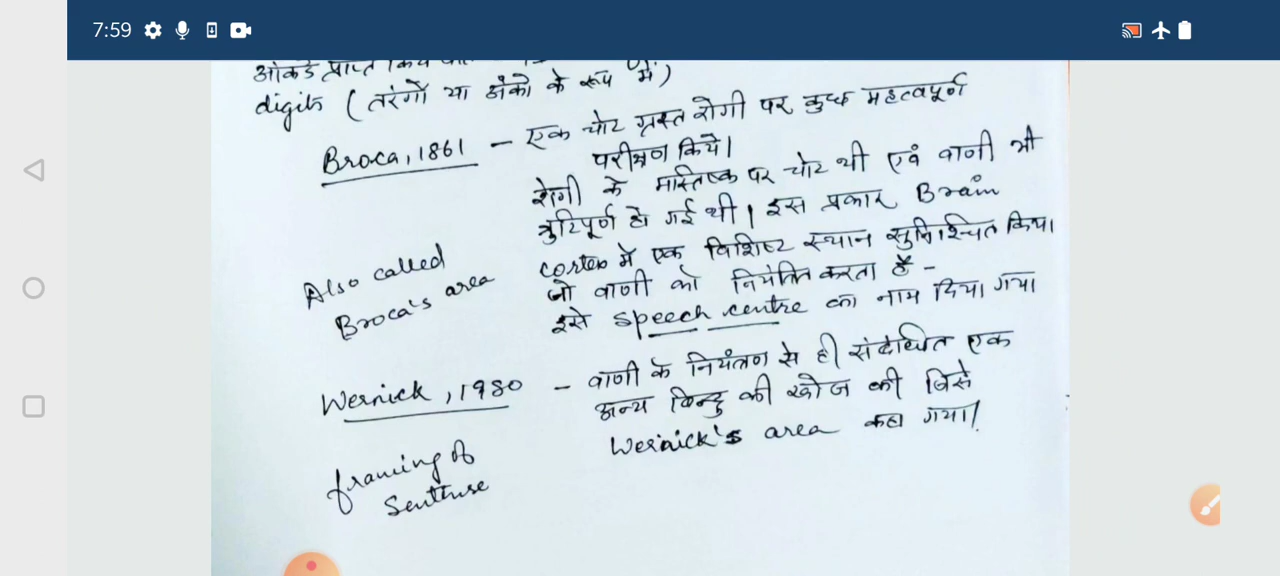 7:59
आंकड़े प्राप्त किये
digits ( तरंगों या अंको के रूप में )
Broca, 1861 - एक चोट ग्रस्त रोगी पर कुछ महत्वपूर्ण
परीक्षण किये।
रोगी के मस्तिष्क पर चोट थी एवं वाणी भी
त्रुटिपूर्ण हो गई थी। इस प्रकार Brain
cortex में एक विशिष्ट स्थान सुनिश्चित किया।
जो वाणी को नियंत्रित करता है -
इसे speech centre का नाम दिया गया
Also called
Broca's area
Wernick, 1980 - वाणी के नियंत्रण से ही संबंधित एक
अन्य बिन्दु की खोज की जिसे
Wernick's area कहा गया।
framing of